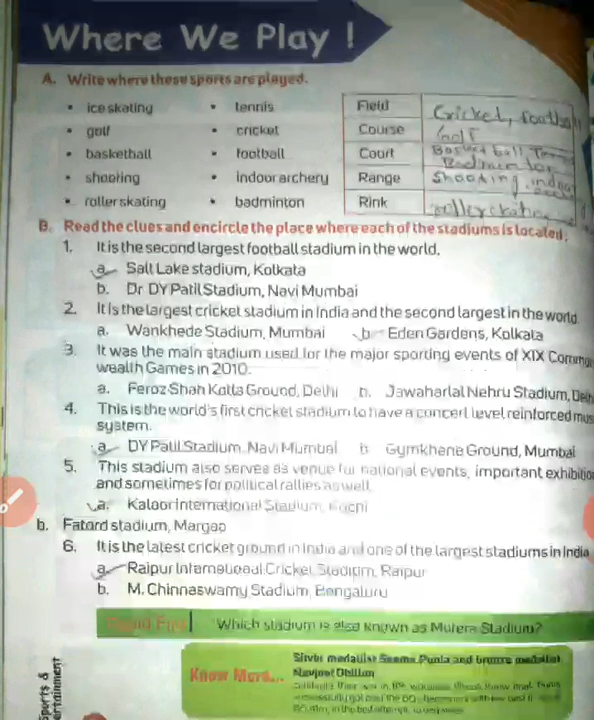 Where We Play !
A. Write where these sports are played.
• ice skating • tennis Field Cricket, football
• golf • cricket Course Golf
• basketball • football Court Basket ball Tennis
Badminton
• shooting • indoor archery Range Shooting, indoor
• roller skating • badminton Rink roller skating
B. Read the clues and encircle the place where each of the stadiums is located.
1. It is the second largest football stadium in the world.
a. Salt Lake stadium, Kolkata
b. Dr DY Patil Stadium, Navi Mumbai
2. It is the largest cricket stadium in India and the second largest in the world.
a. Wankhede Stadium, Mumbai b. Eden Gardens, Kolkata
3. It was the main stadium used for the major sporting events of XIX Commo
wealth Games in 2010.
a. Feroz Shah Kotla Ground, Delhi b. Jawaharlal Nehru Stadium, Delh
4. This is the world's first cricket stadium to have a concert level reinforced mus
system.
a. DY Patil Stadium, Navi Mumbai b. Gymkhana Ground, Mumbai
5. This stadium also serves as venue for national events, important exhibition
and sometimes for political rallies as well.
a. Kaloor international Stadium, Kochi
b. Fatord stadium, Margao
6. It is the latest cricket ground in India and one of the largest stadiums in India
a. Raipur International Cricket Stadium, Raipur
b. M. Chinnaswamy Stadium, Bengaluru
Rapid Fire Which stadium is also known as Motera Stadium?
Know More... Silver medallist Seema Punia and bronze medallist
Navjeet Dhillon
Sports &
ertainment